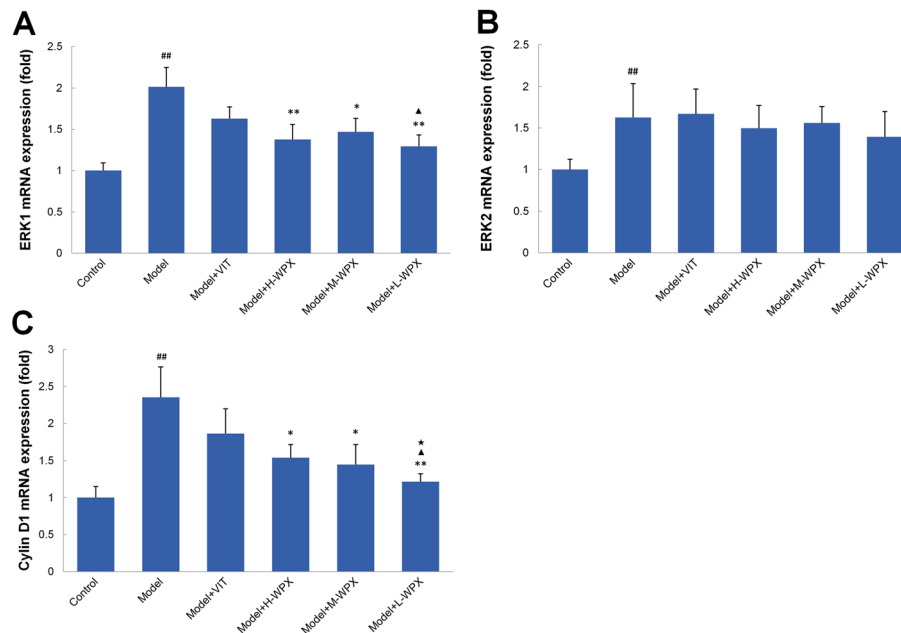 A
ERK1 mRNA expression (fold)
2.5
2
1.5
1
0.5
0
##
**
*
▲
**
Control
Model
Model+VIT
Model+H-WPX
Model+M-WPX
Model+L-WPX
B
ERK2 mRNA expression (fold)
2.5
2
1.5
1
0.5
0
##
Control
Model
Model+VIT
Model+H-WPX
Model+M-WPX
Model+L-WPX
C
Cylin D1 mRNA expression (fold)
3
2.5
2
1.5
1
0.5
0
##
*
*
★
▲
**
Control
Model
Model+VIT
Model+H-WPX
Model+M-WPX
Model+L-WPX